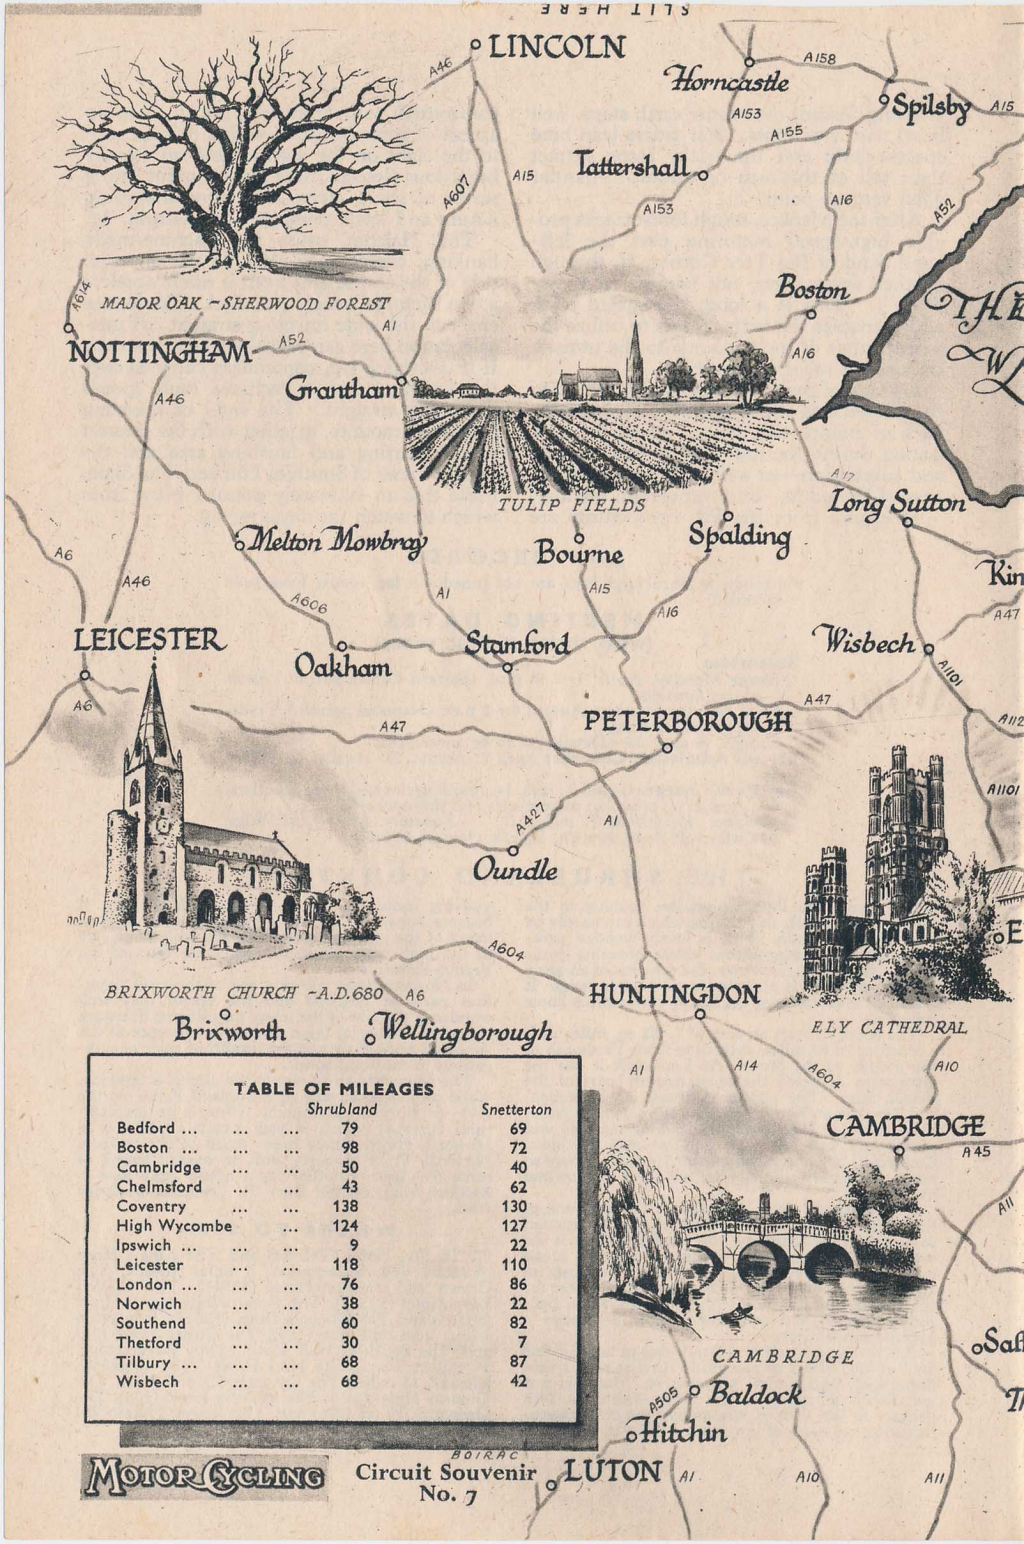 SLIT HERE
LINCOLN
Horncastle
A158
Spilsby
A15
A46
A153
A155
Tattershall
A15
A607
A153
A16
A52
A614
MAJOR OAK - SHERWOOD FOREST
Boston
THE
W
NOTTINGHAM
A52
A1
A16
Grantham
A46
TULIP FIELDS
A17
Long Sutton
Melton Mowbray
Bourne
Spalding
A6
A46
A606
A1
A15
A16
Kin
A47
LEICESTER
Oakham
Stamford
Wisbech
A1101
A6
A47
PETERBOROUGH
A47
A112
A1101
A427
A1
Oundle
E
A604
BRIXWORTH CHURCH - A.D. 680
A6
HUNTINGDON
ELY CATHEDRAL
Brixworth
Wellingborough
A1
A14
A604
A10
CAMBRIDGE
A45
A11
TABLE OF MILEAGES
Shrubland Snetterton
Bedford ... ... ... 79 69
Boston ... ... ... 98 72
Cambridge ... ... 50 40
Chelmsford ... ... 43 62
Coventry ... ... 138 130
High Wycombe ... 124 127
Ipswich ... ... ... 9 22
Leicester ... ... 118 110
London ... ... ... 76 86
Norwich ... ... 38 22
Southend ... ... 60 82
Thetford ... ... 30 7
Tilbury ... ... ... 68 87
Wisbech ... ... 68 42
CAMBRIDGE
Saf
A505
Baldock
Hitchin
BOIRAC
MOTOR CYCLING
Circuit Souvenir
No. 7
LUTON
A1
A10
A11